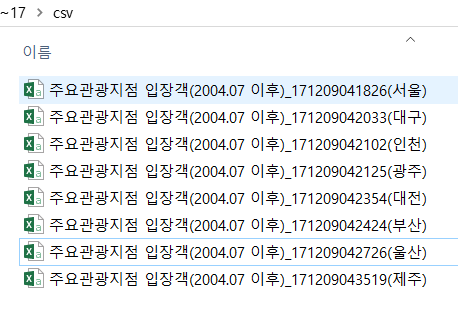 ~17 > csv
이름
주요관광지점 입장객(2004.07 이후)_171209041826(서울)
주요관광지점 입장객(2004.07 이후)_171209042033(대구)
주요관광지점 입장객(2004.07 이후)_171209042102(인천)
주요관광지점 입장객(2004.07 이후)_171209042125(광주)
주요관광지점 입장객(2004.07 이후)_171209042354(대전)
주요관광지점 입장객(2004.07 이후)_171209042424(부산)
주요관광지점 입장객(2004.07 이후)_171209042726(울산)
주요관광지점 입장객(2004.07 이후)_171209043519(제주)